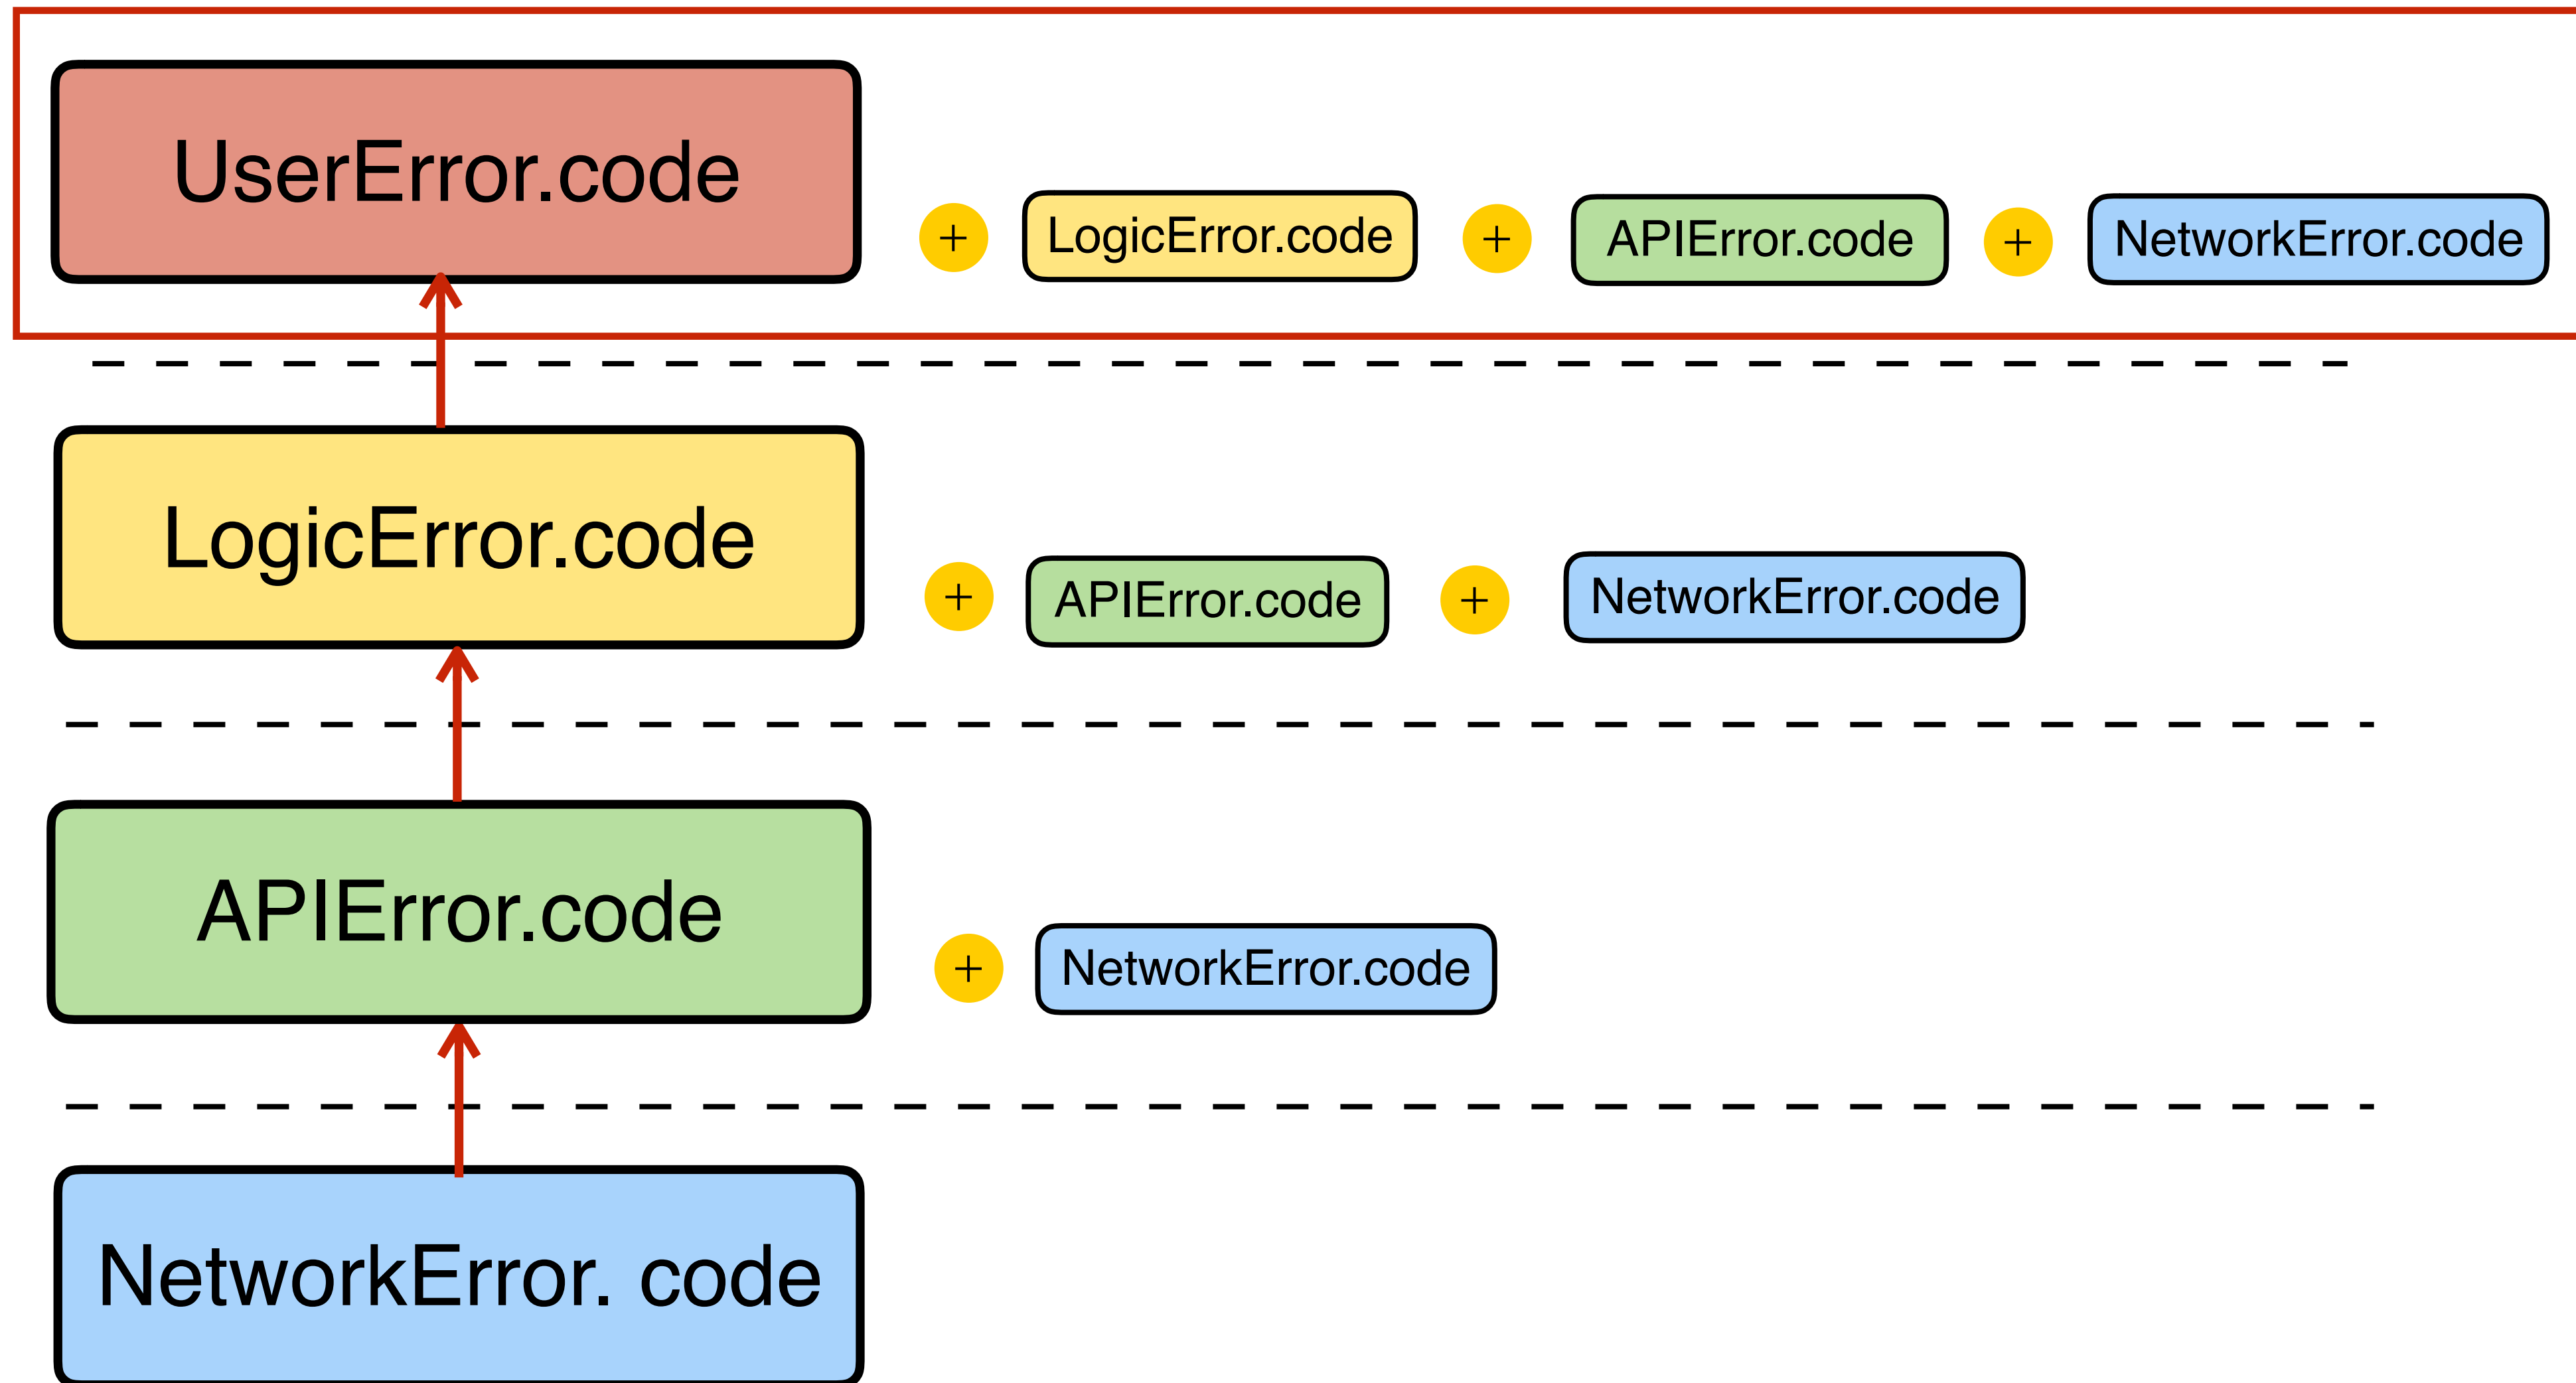 UserError.code
+ LogicError.code + APIError.code + NetworkError.code
LogicError.code
+ APIError.code + NetworkError.code
APIError.code
+ NetworkError.code
NetworkError. code